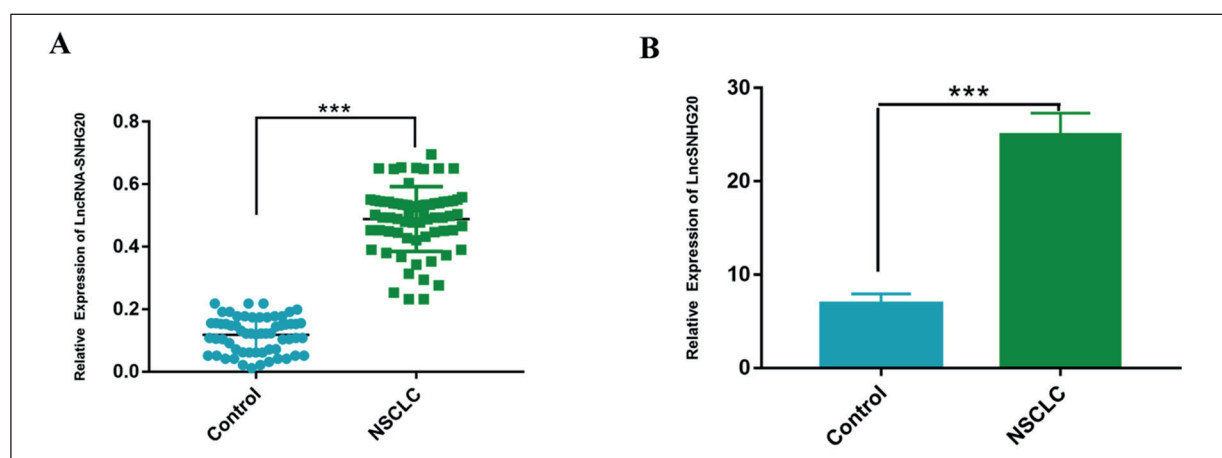 A
Relative Expression of LncRNA-SNHG20
0.8
0.6
0.4
0.2
0.0
***
Control
NSCLC
B
Relative Expression of LncSNHG20
30
20
10
0
***
Control
NSCLC